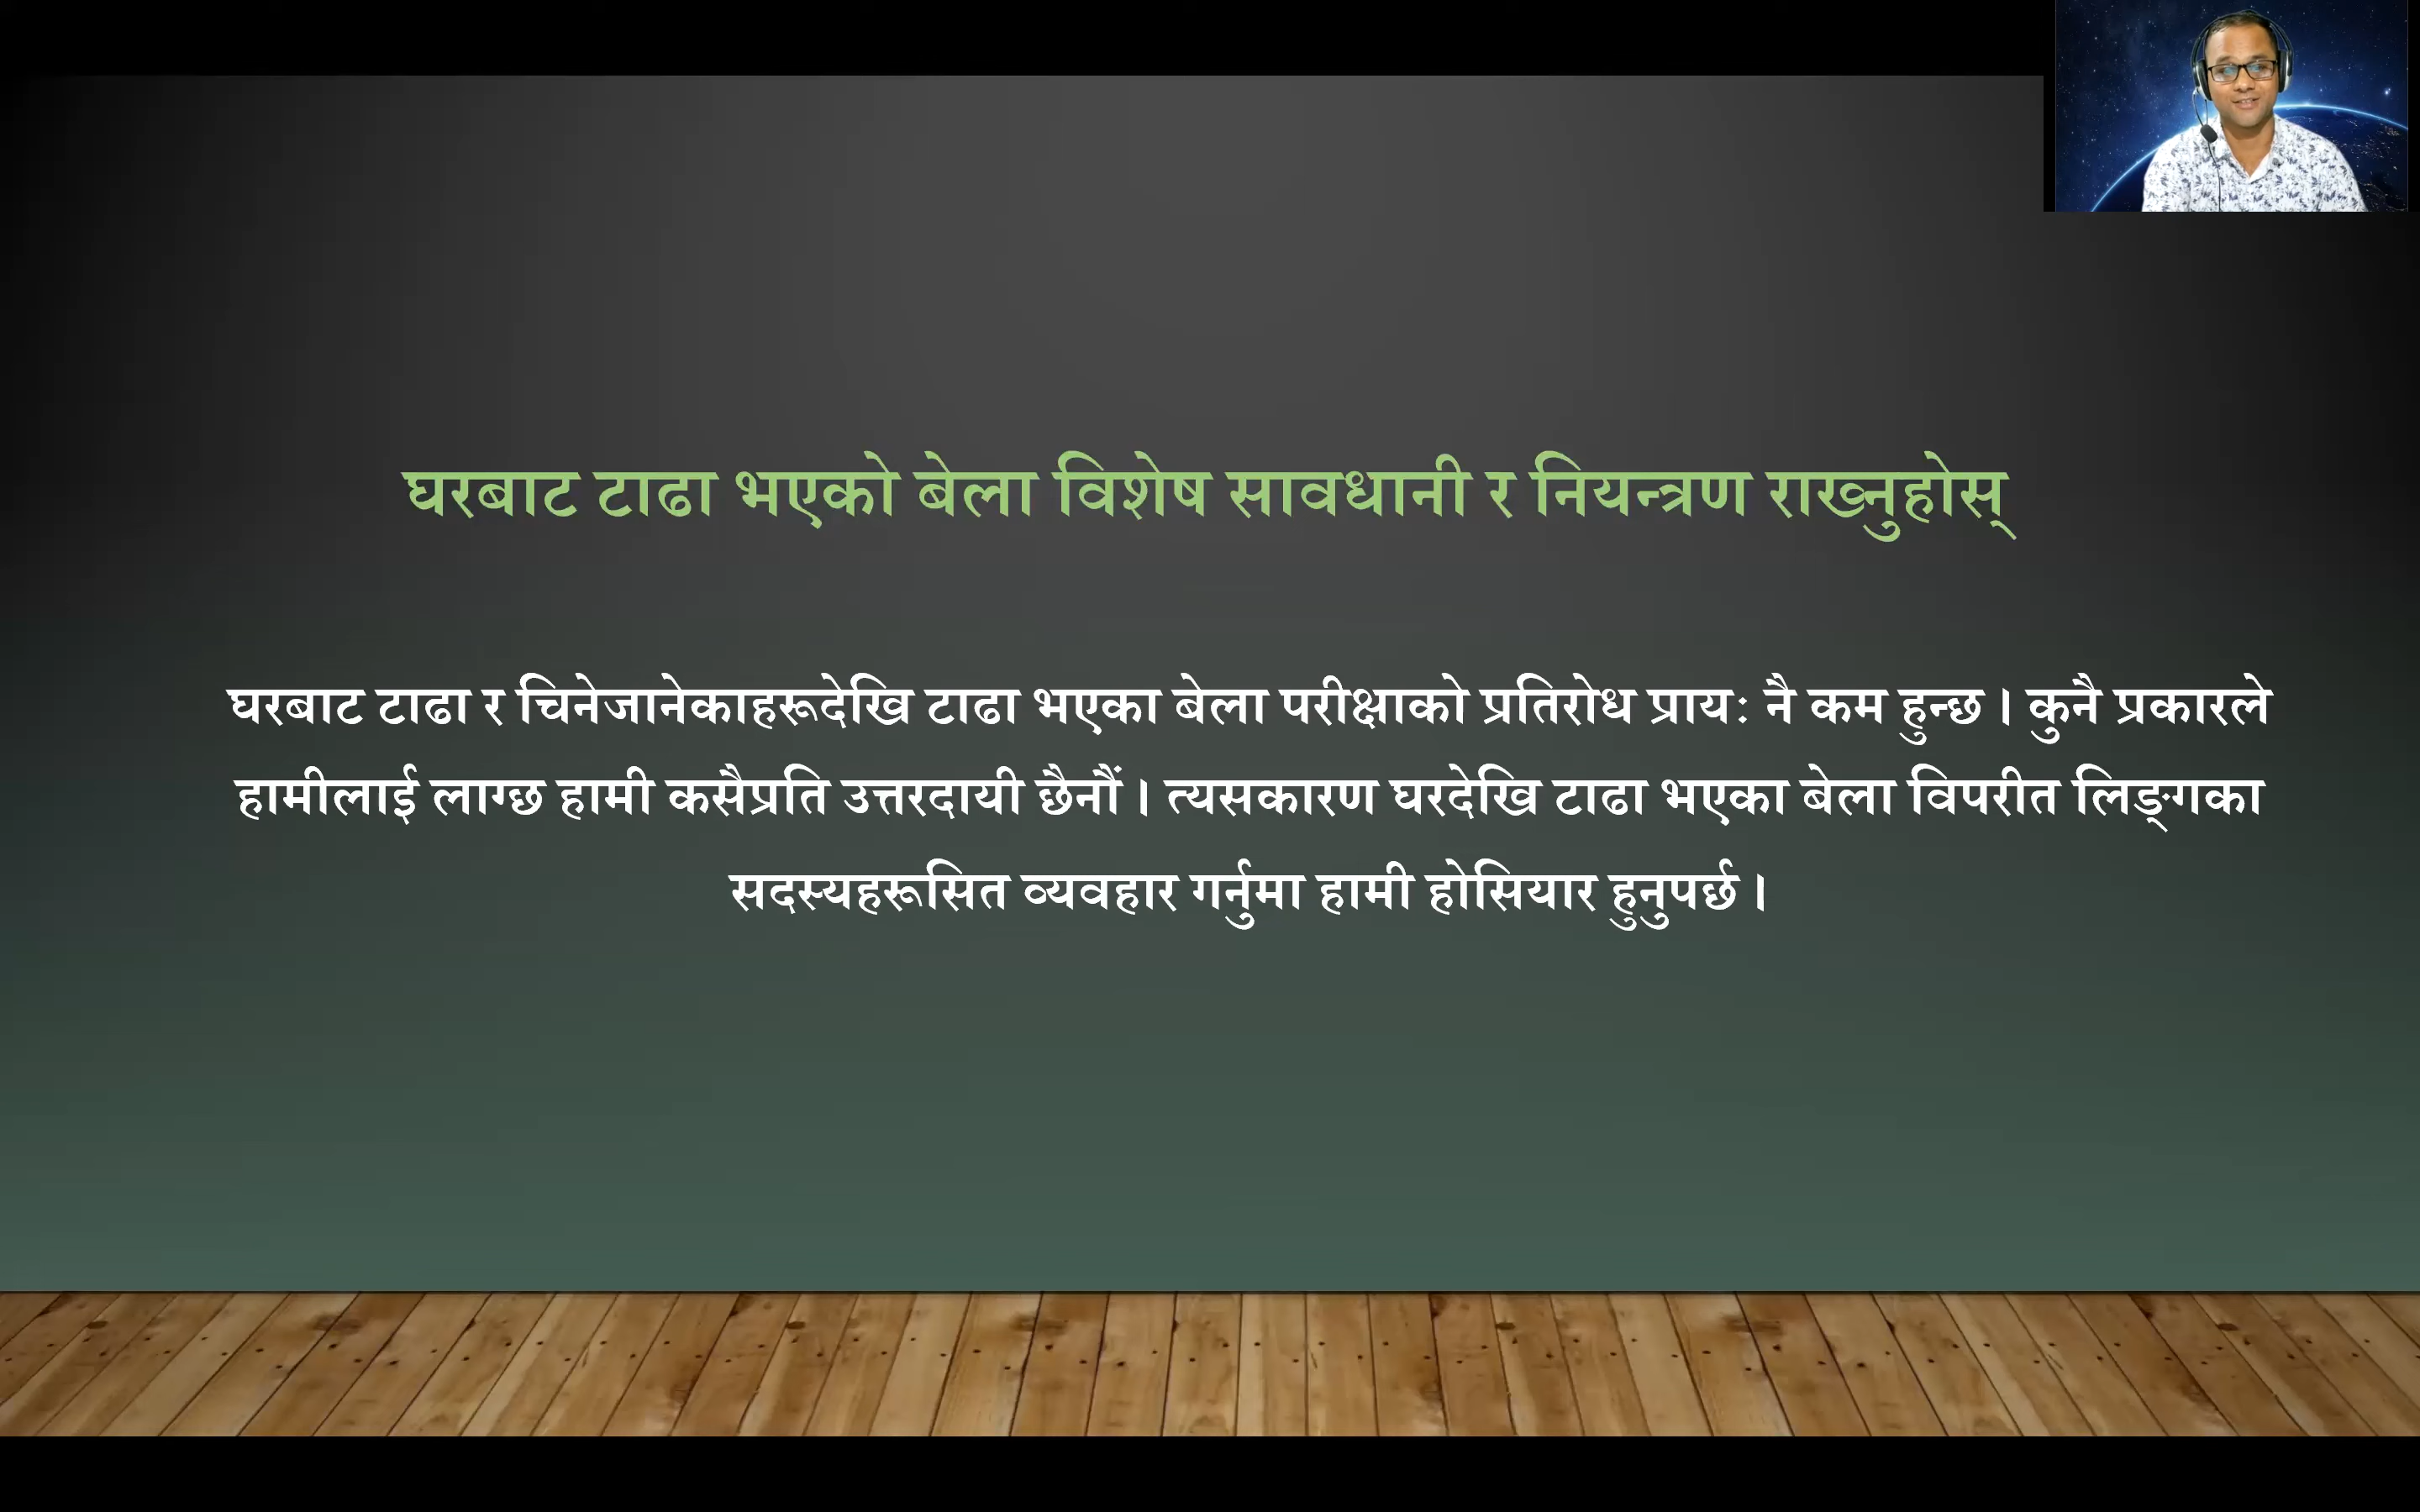 घरबाट टाढा भएको बेला विशेष सावधानी र नियन्त्रण राख्नुहोस्
घरबाट टाढा र चिनेजानेकाहरूदेखि टाढा भएका बेला परीक्षाको प्रतिरोध प्रायः नै कम हुन्छ । कुनै प्रकारले
हामीलाई लाग्छ हामी कसैप्रति उत्तरदायी छैनौं । त्यसकारण घरदेखि टाढा भएका बेला विपरीत लिङ्गका
सदस्यहरूसित व्यवहार गर्नुमा हामी होसियार हुनुपर्छ ।